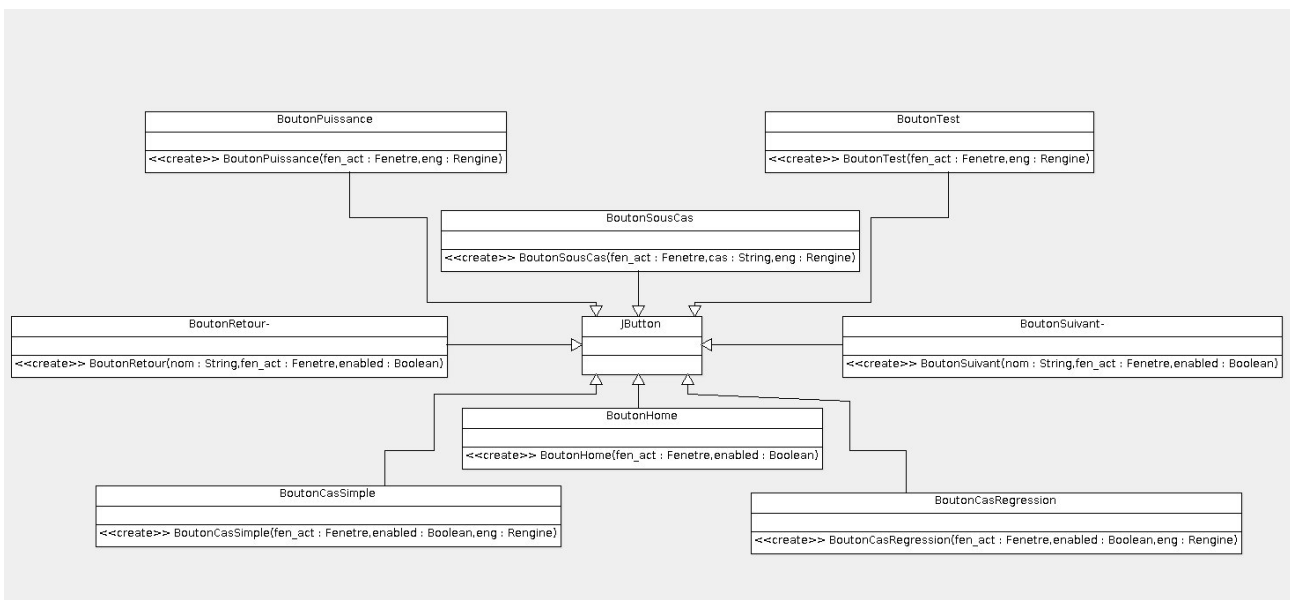 BoutonPuissance
<<create>> BoutonPuissance(fen_act : Fenetre,eng : Rengine)
BoutonTest
<<create>> BoutonTest(fen_act : Fenetre,eng : Rengine)
BoutonSousCas
<<create>> BoutonSousCas(fen_act : Fenetre,cas : String,eng : Rengine)
BoutonRetour-
<<create>> BoutonRetour(nom : String,fen_act : Fenetre,enabled : Boolean)
JButton
BoutonSuivant-
<<create>> BoutonSuivant(nom : String,fen_act : Fenetre,enabled : Boolean)
BoutonHome
<<create>> BoutonHome(fen_act : Fenetre,enabled : Boolean)
BoutonCasSimple
<<create>> BoutonCasSimple(fen_act : Fenetre,enabled : Boolean,eng : Rengine)
BoutonCasRegression
<<create>> BoutonCasRegression(fen_act : Fenetre,enabled : Boolean,eng : Rengine)